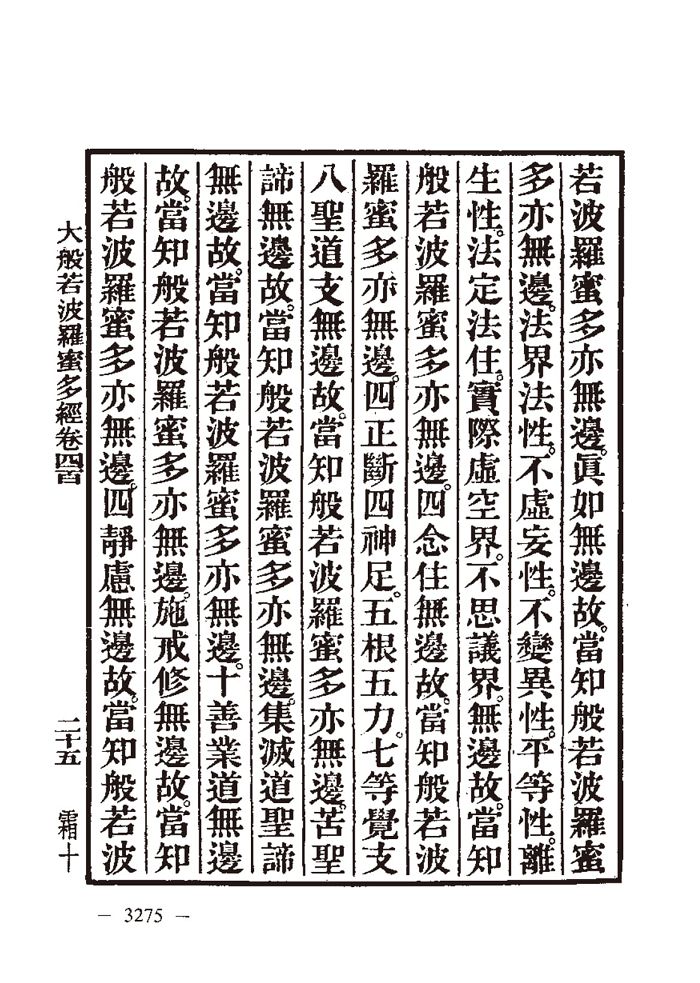 若波羅蜜多亦無邊。眞如無邊故。當知般若波羅蜜
多亦無邊。法界法性。不虛妄性。不變異性。平等性。離
生性。法定法住。實際虛空界。不思議界。無邊故。當知
般若波羅蜜多亦無邊。四念住無邊故。當知般若波
羅蜜多亦無邊。四正斷四神足。五根五力。七等覺支
八聖道支無邊故。當知般若波羅蜜多亦無邊。苦聖
諦無邊故。當知般若波羅蜜多亦無邊。集滅道聖諦
無邊故。當知般若波羅蜜多亦無邊。十善業道無邊
故。當知般若波羅蜜多亦無邊。施戒修無邊故。當知
般若波羅蜜多亦無邊。四靜慮無邊故。當知般若波
大般若波羅蜜多經卷四百
二十五
霜十
— 3275 —